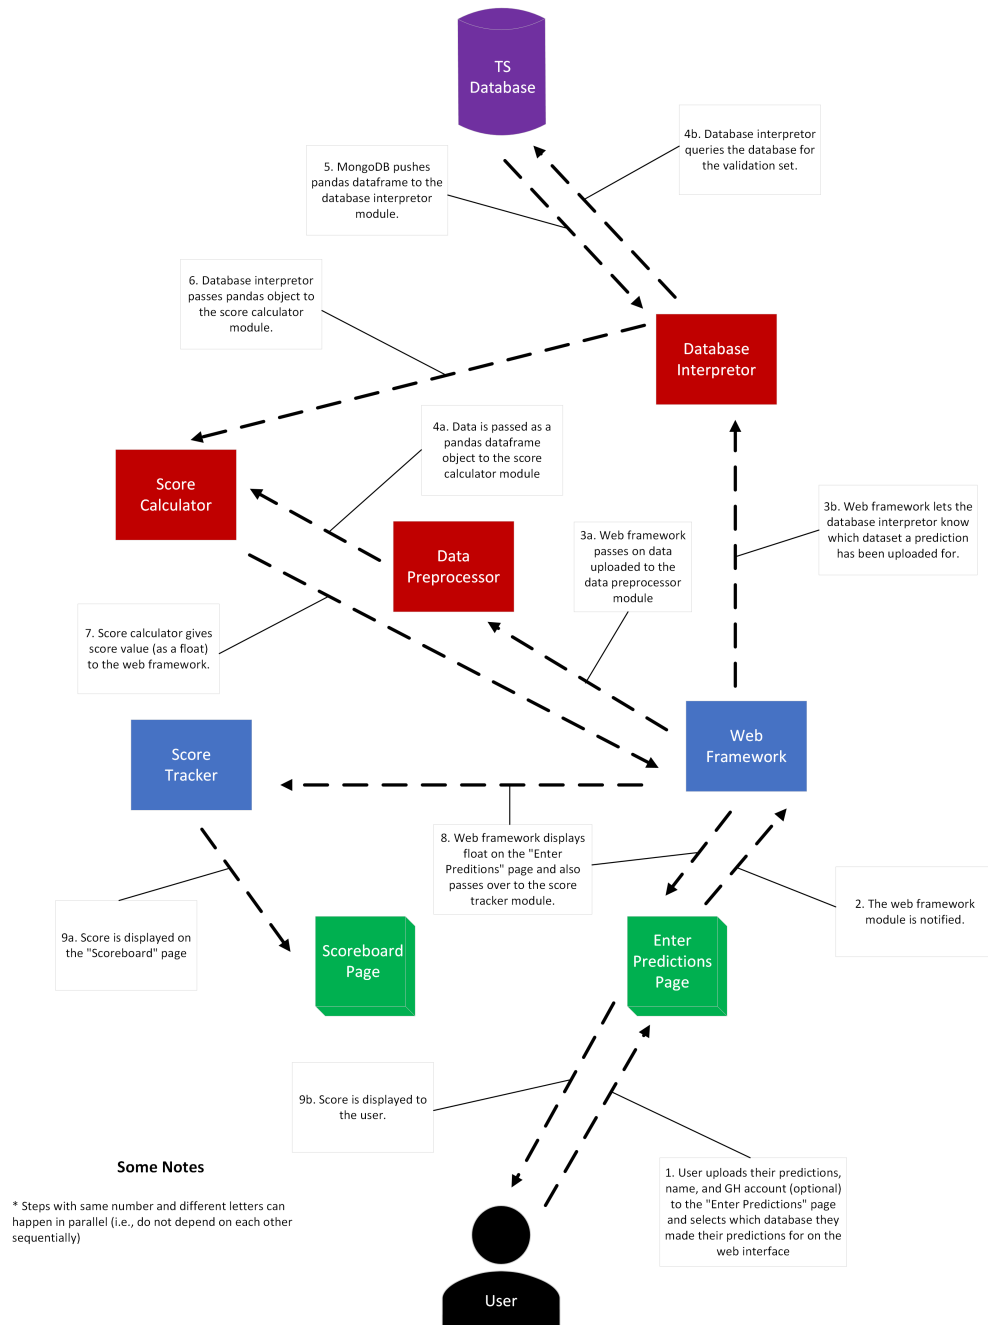 TS
Database
4b. Database interpretor
queries the database for
the validation set.
5. MongoDB pushes
pandas dataframe to the
database interpretor
module.
6. Database interpretor
passes pandas object to
the score calculator
module.
Database
Interpretor
4a. Data is passed as a
pandas dataframe
object to the score
calculator module
Score
Calculator
Data
Preprocessor
3a. Web framework
passes on data
uploaded to the
data preprocessor
module
3b. Web framework lets the
database interpretor know
which dataset a prediction
has been uploaded for.
7. Score calculator gives
score value (as a float)
to the web framework.
Score
Tracker
Web
Framework
8. Web framework displays
float on the "Enter
Preditions" page and also
passes over to the score
tracker module.
2. The web framework
module is notified.
9a. Score is displayed on
the "Scoreboard" page
Scoreboard
Page
Enter
Predictions
Page
9b. Score is displayed to
the user.
1. User uploads their predictions,
name, and GH account (optional)
to the "Enter Predictions" page
and selects which database they
made their predictions for on the
web interface
Some Notes
* Steps with same number and different letters can
happen in parallel (i.e., do not depend on each other
sequentially)
User